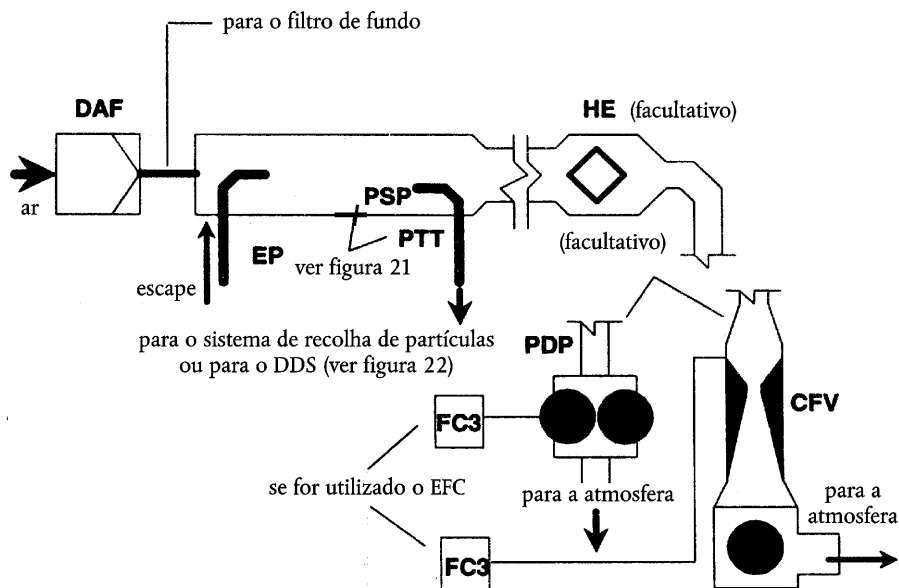 para o filtro de fundo
DAF
HE (facultativo)
ar
PSP
EP
PTT
(facultativo)
ver figura 21
escape
para o sistema de recolha de partículas
ou para o DDS (ver figura 22)
PDP
CFV
FC3
se for utilizado o EFC
para a atmosfera
para a
atmosfera
FC3